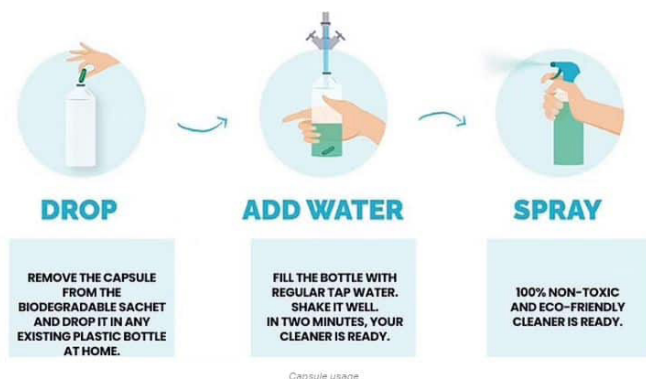 DROP
REMOVE THE CAPSULE
FROM THE
BIODEGRADABLE SACHET
AND DROP IT IN ANY
EXISTING PLASTIC BOTTLE
AT HOME.
ADD WATER
FILL THE BOTTLE WITH
REGULAR TAP WATER.
SHAKE IT WELL.
IN TWO MINUTES, YOUR
CLEANER IS READY.
SPRAY
100% NON-TOXIC
AND ECO-FRIENDLY
CLEANER IS READY.
Capsule usage